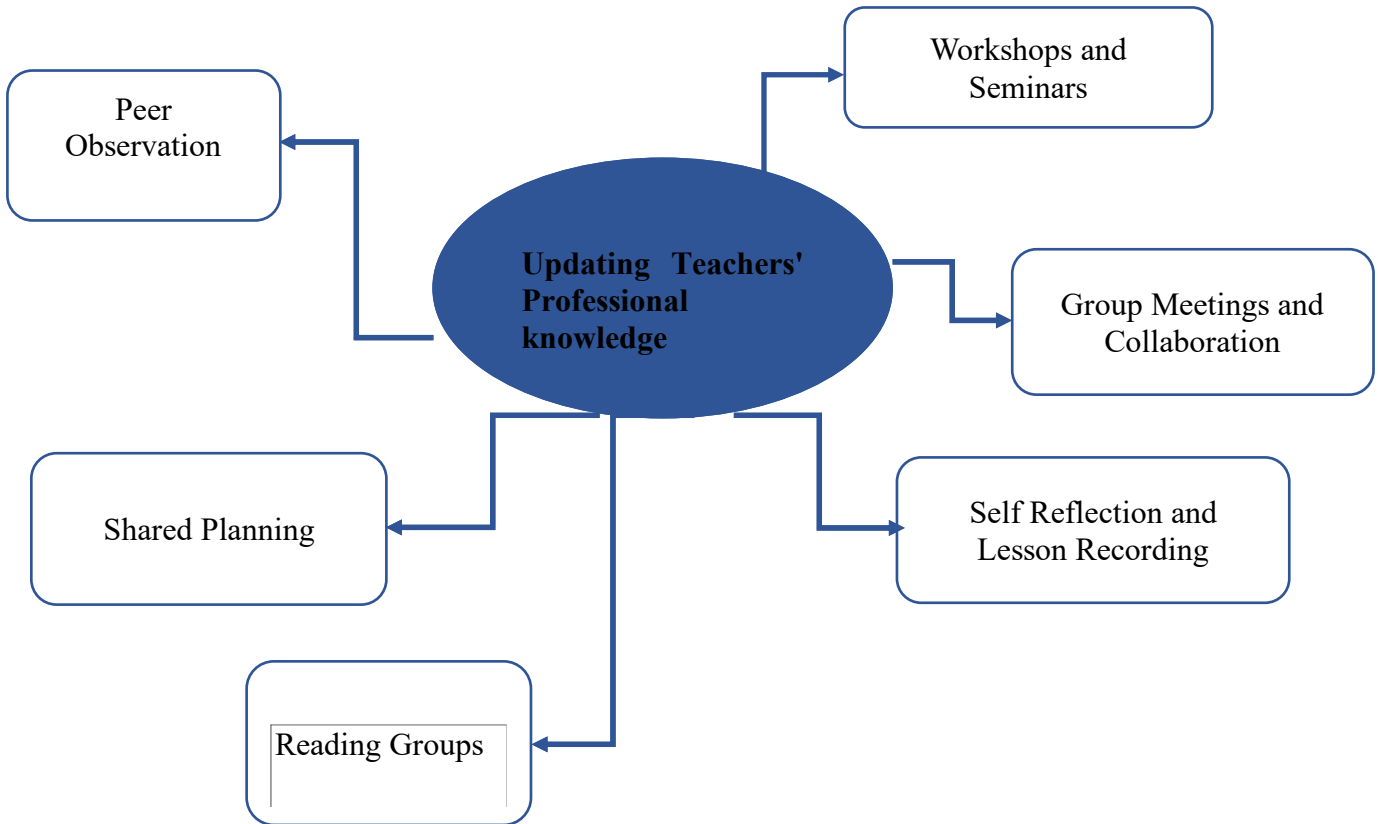 Workshops and
Seminars
Peer
Observation
Updating Teachers'
Professional
knowledge
Group Meetings and
Collaboration
Shared Planning
Self Reflection and
Lesson Recording
Reading Groups